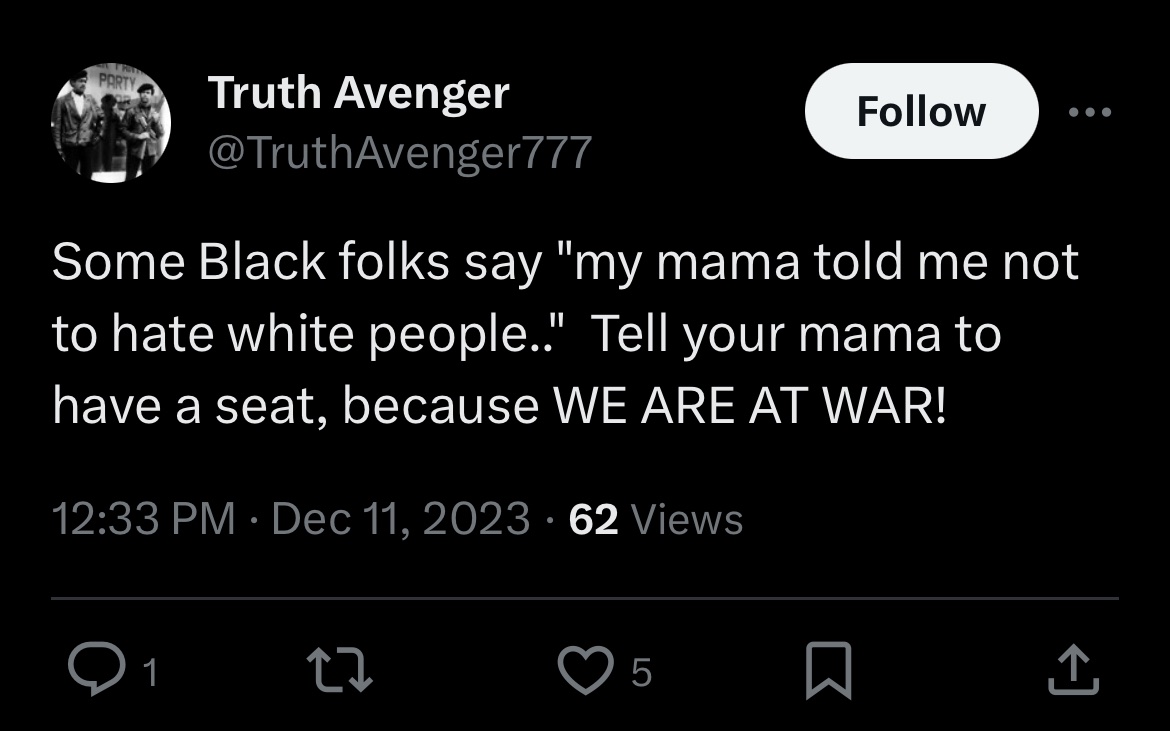 PARTY
Truth Avenger
@TruthAvenger777
Follow
Some Black folks say "my mama told me not
to hate white people.."  Tell your mama to
have a seat, because WE ARE AT WAR!
12:33 PM · Dec 11, 2023 · 62 Views
1
5